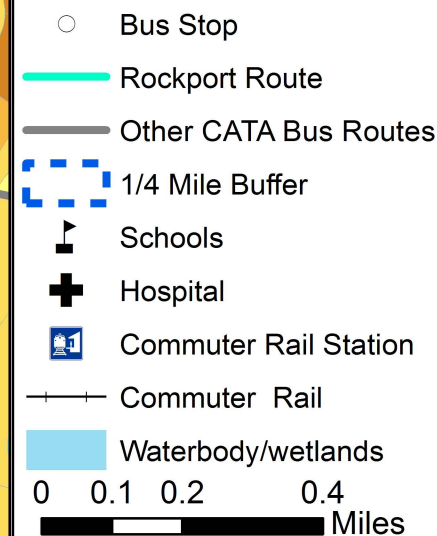 Bus Stop
Rockport Route
Other CATA Bus Routes
1/4 Mile Buffer
Schools
Hospital
Commuter Rail Station
Commuter Rail
Waterbody/wetlands
0 0.1 0.2 0.4
Miles